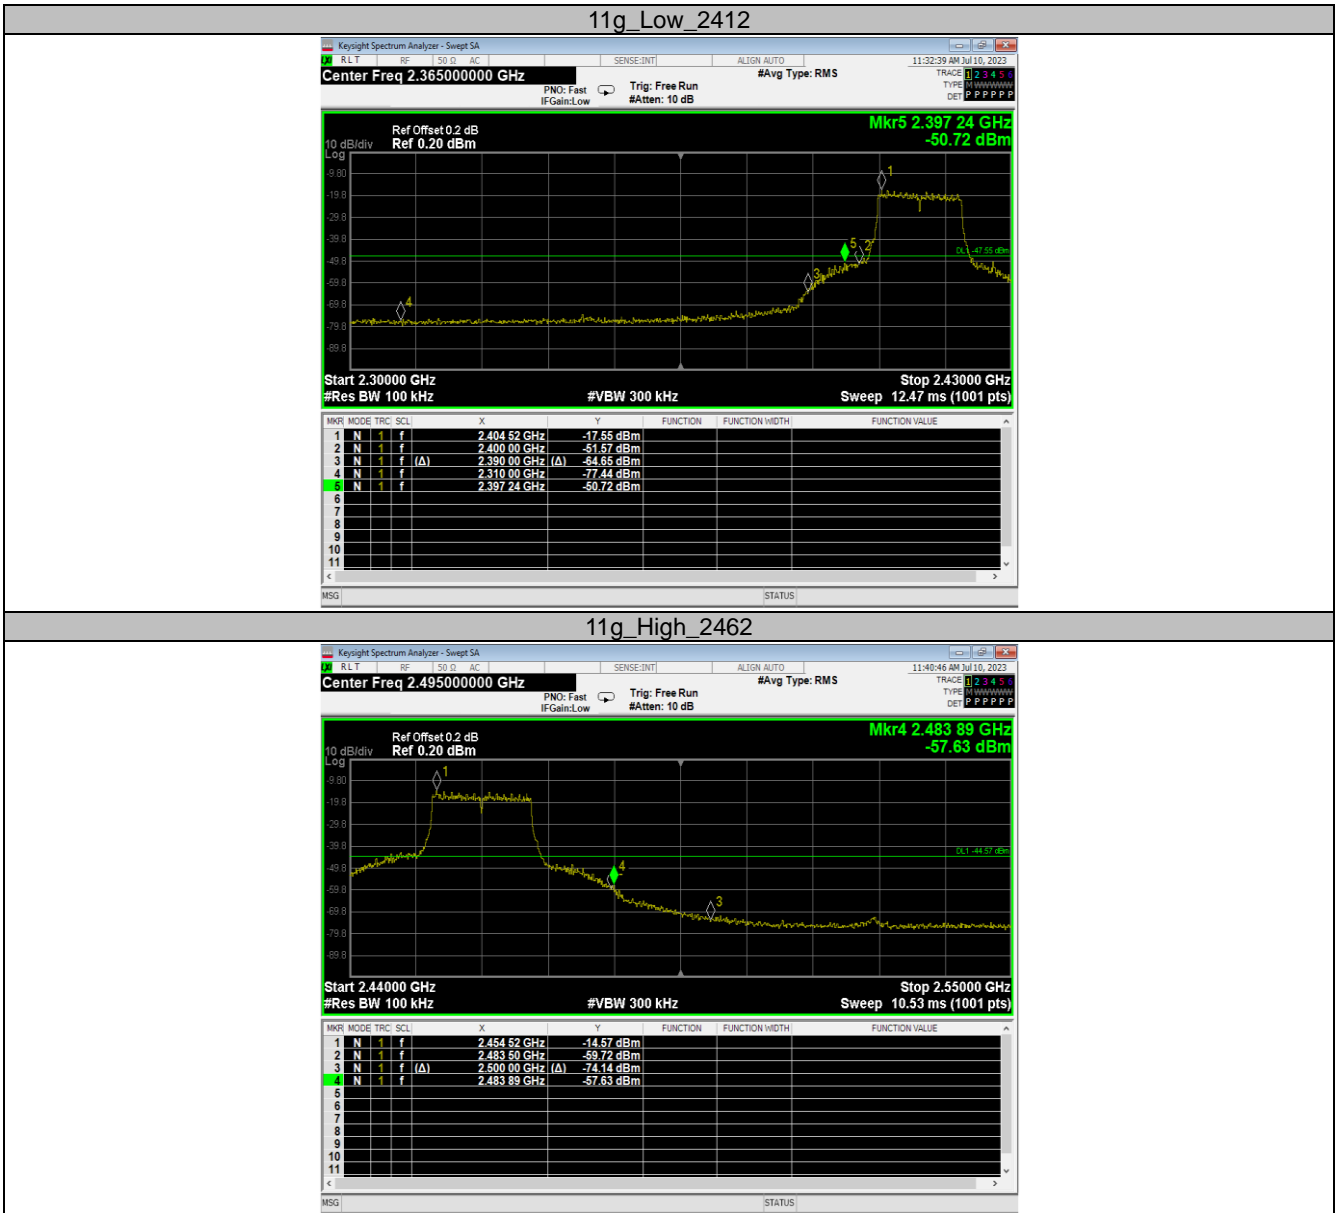 11g_Low_2412
Keysight Spectrum Analyzer - Swept SA
LXI RLT RF 50 Ω AC SENSE:INT ALIGN AUTO 11:32:39 AM Jul 10, 2023
Center Freq 2.365000000 GHz #Avg Type: RMS TRACE 1 2 3 4 5 6
PNO: Fast Trig: Free Run TYPE M WWWWW
IFGain:Low #Atten: 10 dB DET P P P P P P
Mkr5 2.397 24 GHz
Ref Offset 0.2 dB
10 dB/div Ref 0.20 dBm -50.72 dBm
Log
-9.80
-19.8
-29.8
-39.8
-49.8
-59.8
-69.8
-79.8
-89.8
1
5 2
DL1 -47.55 dBm
3
4
Start 2.30000 GHz Stop 2.43000 GHz
#Res BW 100 kHz #VBW 300 kHz Sweep 12.47 ms (1001 pts)
MKR MODE TRC SCL X Y FUNCTION FUNCTION WIDTH FUNCTION VALUE
1 N 1 f 2.404 52 GHz -17.55 dBm
2 N 1 f 2.400 00 GHz -51.57 dBm
3 N 1 f (Δ) 2.390 00 GHz (Δ) -64.65 dBm
4 N 1 f 2.310 00 GHz -77.44 dBm
5 N 1 f 2.397 24 GHz -50.72 dBm
6
7
8
9
10
11
MSG STATUS
11g_High_2462
Keysight Spectrum Analyzer - Swept SA
LXI RLT RF 50 Ω AC SENSE:INT ALIGN AUTO 11:40:46 AM Jul 10, 2023
Center Freq 2.495000000 GHz #Avg Type: RMS TRACE 1 2 3 4 5 6
PNO: Fast Trig: Free Run TYPE M WWWWW
IFGain:Low #Atten: 10 dB DET P P P P P P
Mkr4 2.483 89 GHz
Ref Offset 0.2 dB
10 dB/div Ref 0.20 dBm -57.63 dBm
Log
-9.80
-19.8
-29.8
-39.8
-49.8
-59.8
-69.8
-79.8
-89.8
1
DL1 -44.57 dBm
4
3
Start 2.44000 GHz Stop 2.55000 GHz
#Res BW 100 kHz #VBW 300 kHz Sweep 10.53 ms (1001 pts)
MKR MODE TRC SCL X Y FUNCTION FUNCTION WIDTH FUNCTION VALUE
1 N 1 f 2.454 52 GHz -14.57 dBm
2 N 1 f 2.483 50 GHz -59.72 dBm
3 N 1 f (Δ) 2.500 00 GHz (Δ) -74.14 dBm
4 N 1 f 2.483 89 GHz -57.63 dBm
5
6
7
8
9
10
11
MSG STATUS